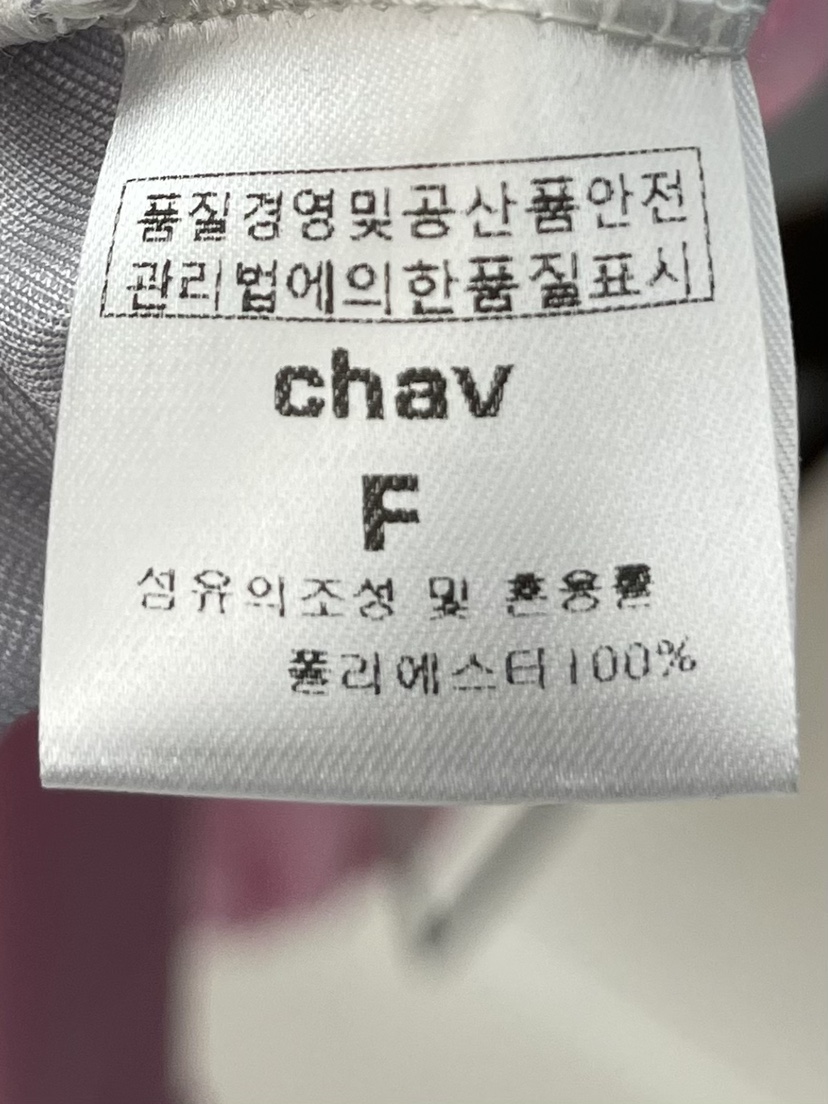 품질경영및공산품안전
관리법에의한품질표시
chav
F
섬유의조성 및 혼용률
폴리에스터100%